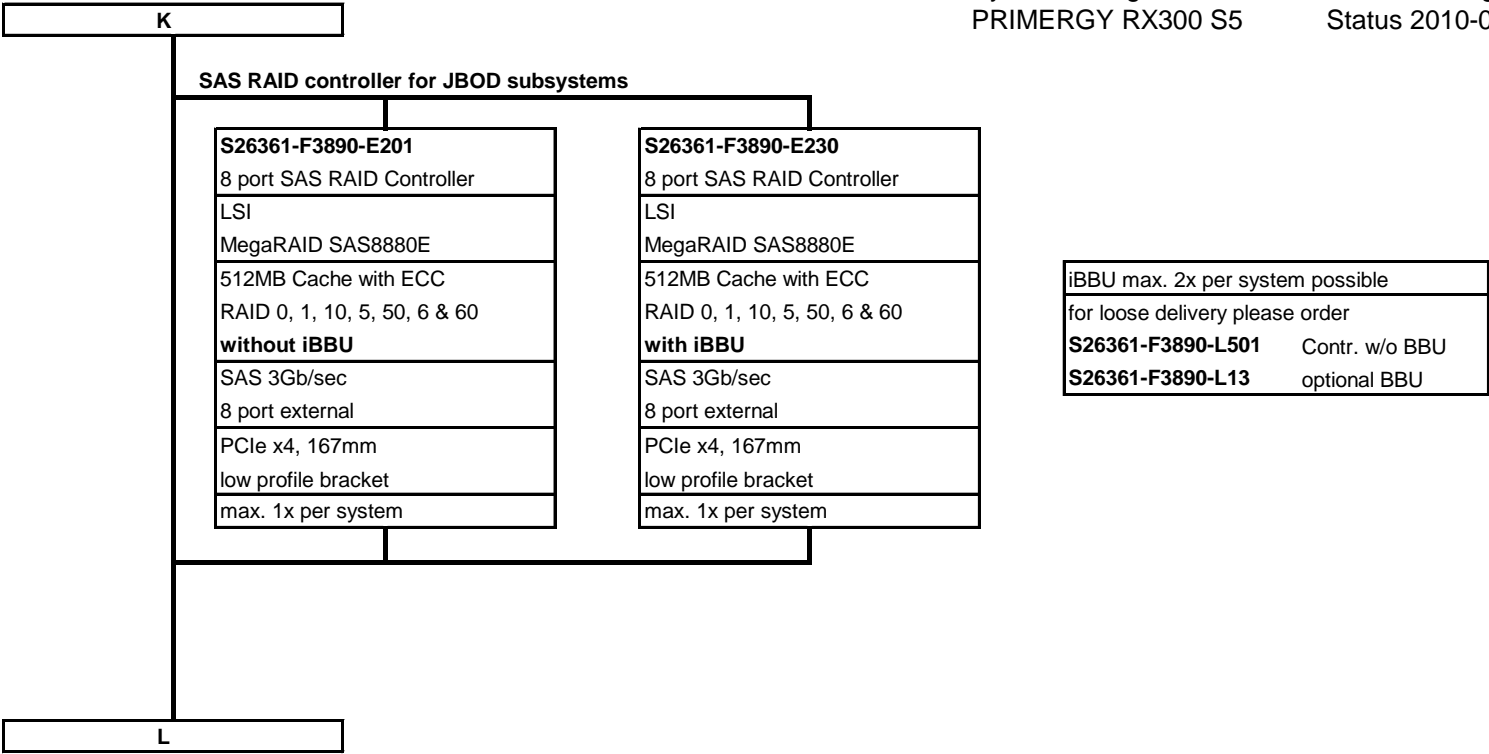 K
PRIMERGY RX300 S5 Status 2010-0
SAS RAID controller for JBOD subsystems
S26361-F3890-E201
8 port SAS RAID Controller
LSI
MegaRAID SAS8880E
512MB Cache with ECC
RAID 0, 1, 10, 5, 50, 6 & 60
without iBBU
SAS 3Gb/sec
8 port external
PCIe x4, 167mm
low profile bracket
max. 1x per system
S26361-F3890-E230
8 port SAS RAID Controller
LSI
MegaRAID SAS8880E
512MB Cache with ECC
RAID 0, 1, 10, 5, 50, 6 & 60
with iBBU
SAS 3Gb/sec
8 port external
PCIe x4, 167mm
low profile bracket
max. 1x per system
iBBU max. 2x per system possible
for loose delivery please order
S26361-F3890-L501 Contr. w/o BBU
S26361-F3890-L13 optional BBU
L